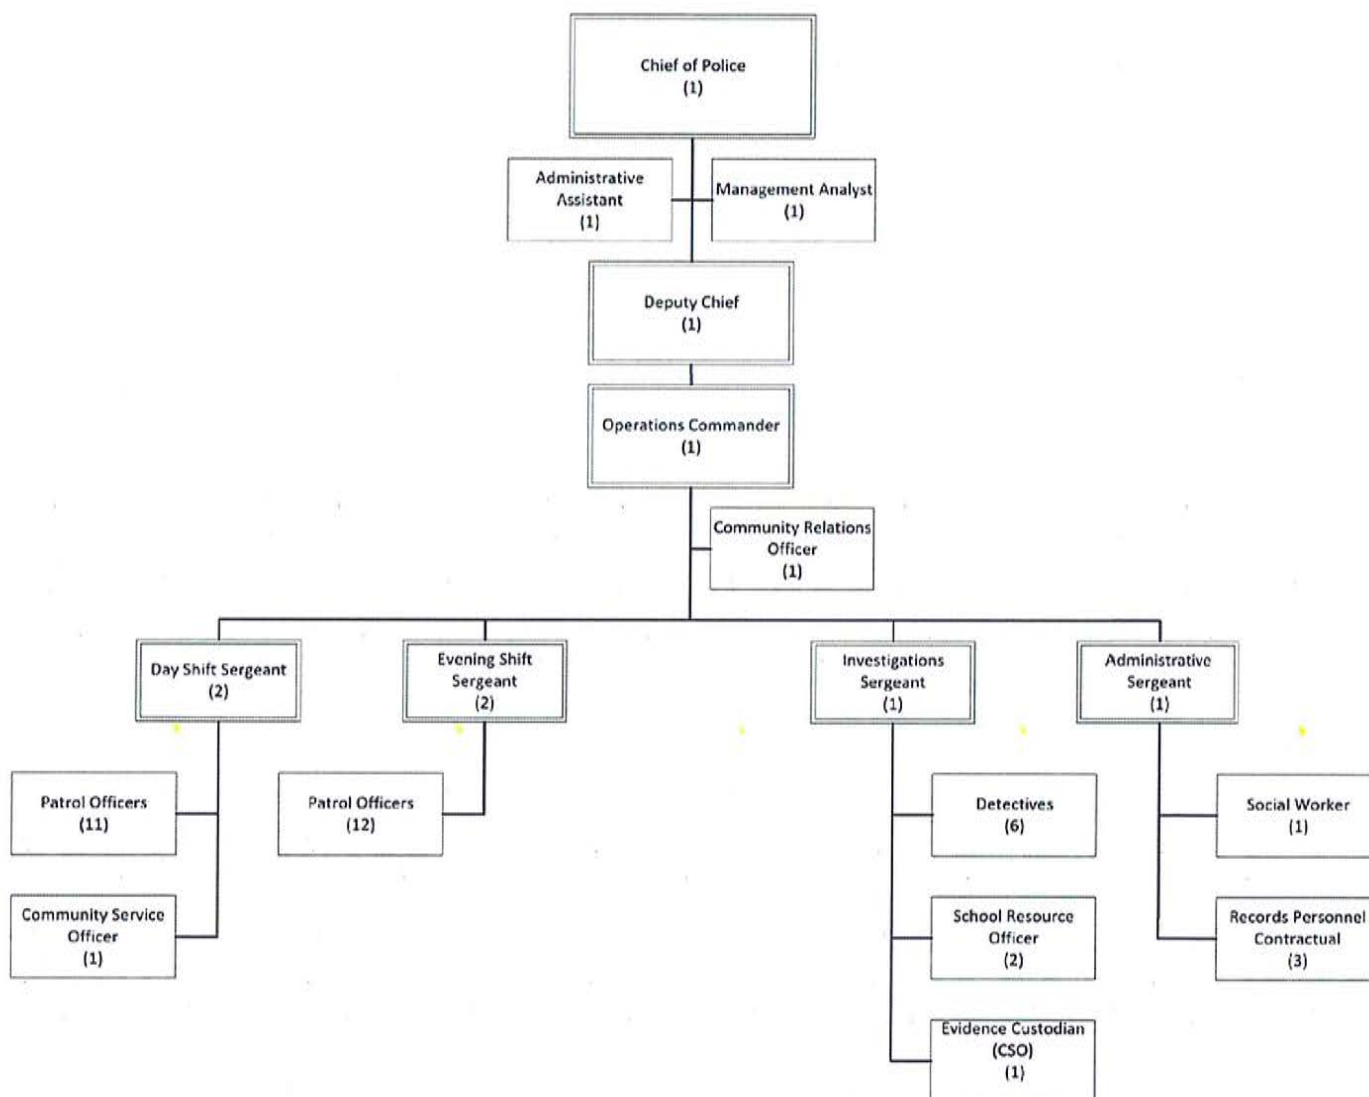 Chief of Police
(1)
Administrative
Assistant
(1)
Management Analyst
(1)
Deputy Chief
(1)
Operations Commander
(1)
Community Relations
Officer
(1)
Day Shift Sergeant
(2)
Evening Shift
Sergeant
(2)
Investigations
Sergeant
(1)
Administrative
Sergeant
(1)
Patrol Officers
(11)
Patrol Officers
(12)
Detectives
(6)
Social Worker
(1)
Community Service
Officer
(1)
School Resource
Officer
(2)
Records Personnel
Contractual
(3)
Evidence Custodian
(CSO)
(1)